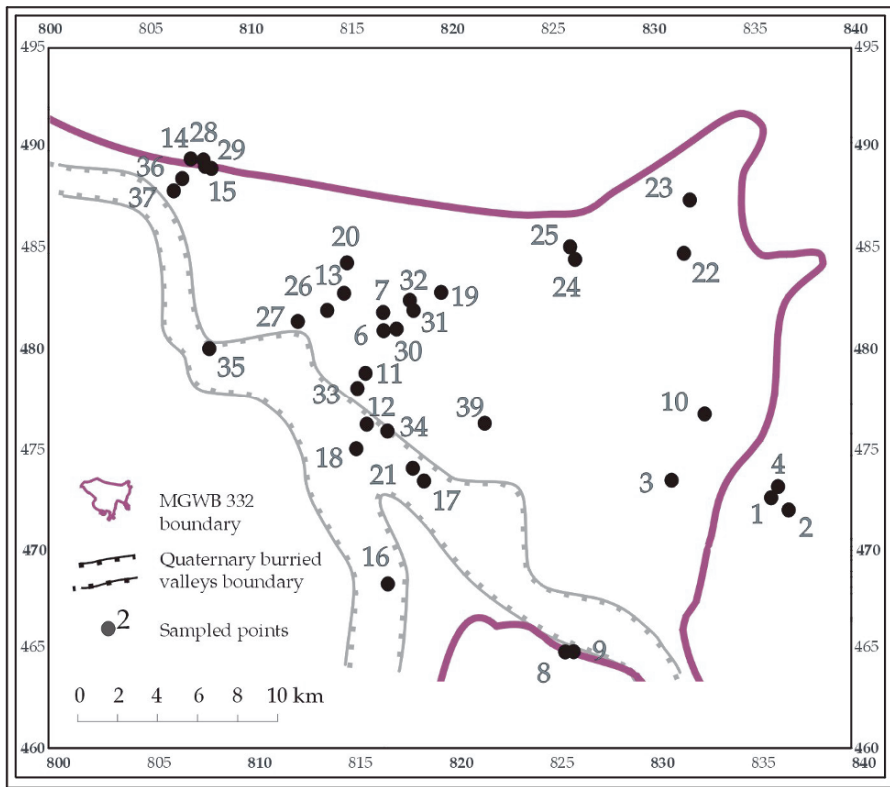 800 805 810 815 820 825 830 835 840
495 495
14 28
490 29 490
36
15
37 23
485 20 25 485
22
13 32 19 24
26 7
27 31
6
480 30 480
35 11
33
12 39 10
34
475 18 475
21 4
3
17
MGWB 332
boundary 1 2
470 470
16
Quaternary burried
valleys boundary
2 Sampled points
465 9 465
8
0 2 4 6 8 10 km
460 460
800 805 810 815 820 825 830 835 840